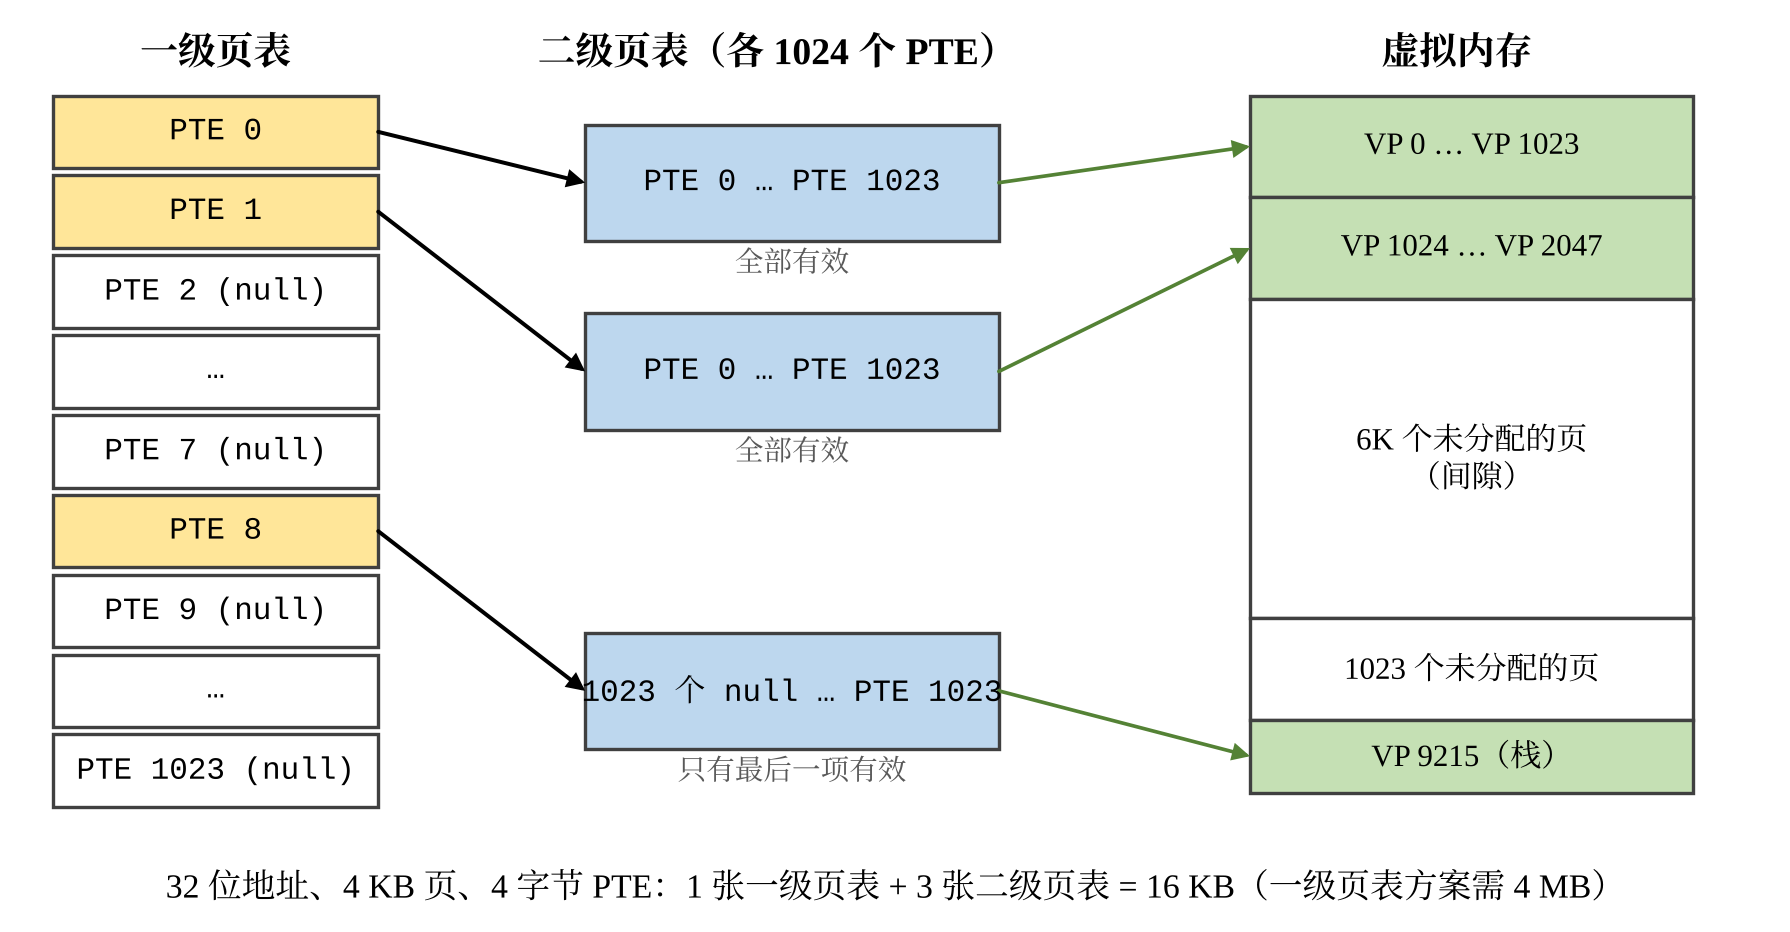 一级页表
PTE 0
PTE 1
PTE 2 (null)
…
PTE 7 (null)
PTE 8
PTE 9 (null)
…
PTE 1023 (null)
二级页表（各 1024 个 PTE）
PTE 0 … PTE 1023
全部有效
PTE 0 … PTE 1023
全部有效
1023 个 null … PTE 1023
只有最后一项有效
虚拟内存
VP 0 … VP 1023
VP 1024 … VP 2047
6K 个未分配的页
（间隙）
1023 个未分配的页
VP 9215（栈）
32 位地址、4 KB 页、4 字节 PTE：1 张一级页表 + 3 张二级页表 = 16 KB（一级页表方案需 4 MB）